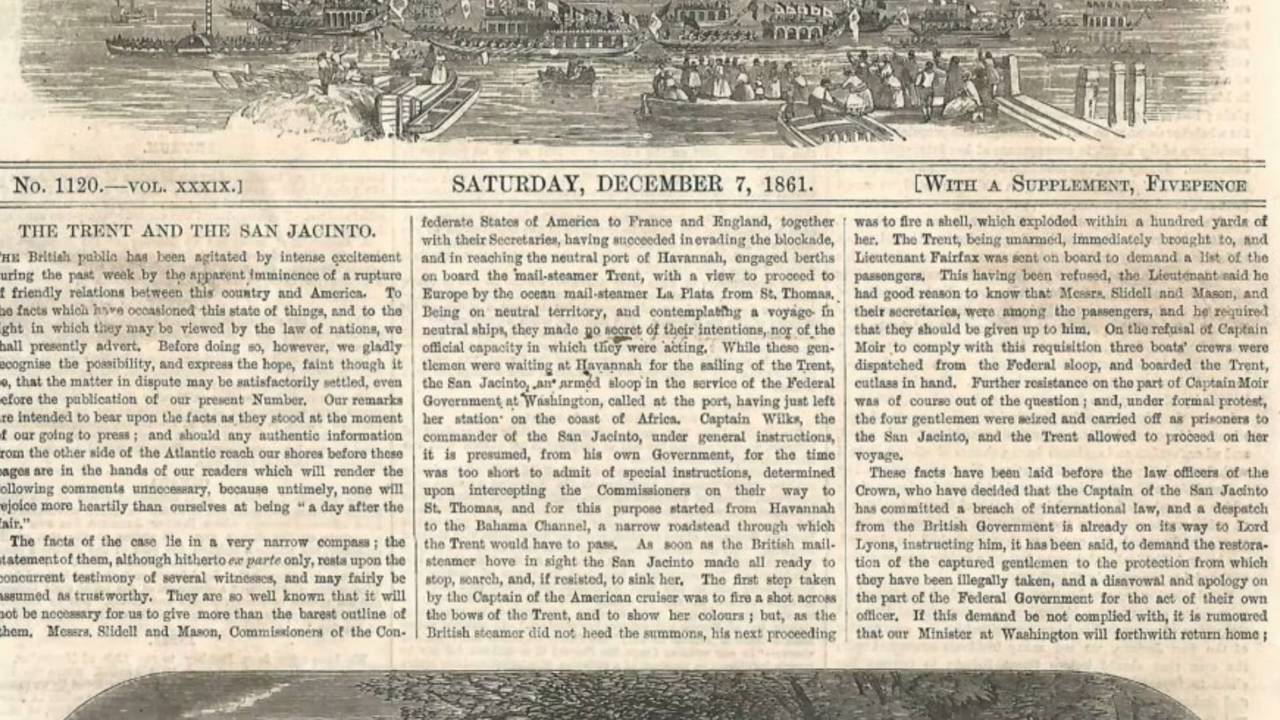 No. 1120.—VOL. XXXIX.]
SATURDAY, DECEMBER 7, 1861.
[WITH A SUPPLEMENT, FIVEPENCE
THE TRENT AND THE SAN JACINTO.
HE British public has been agitated by intense excitement
uring the past week by the apparent imminence of a rupture
f friendly relations between this country and America. To
he facts which have occasioned this state of things, and to the
ight in which they may be viewed by the law of nations, we
hall presently advert. Before doing so, however, we gladly
ecognise the possibility, and express the hope, faint though it
e, that the matter in dispute may be satisfactorily settled, even
efore the publication of our present Number. Our remarks
re intended to bear upon the facts as they stood at the moment
f our going to press; and should any authentic information
rom the other side of the Atlantic reach our shores before these
ages are in the hands of our readers which will render the
ollowing comments unnecessary, because untimely, none will
ejoice more heartily than ourselves at being "a day after the
fair."
The facts of the case lie in a very narrow compass; the
statement of them, although hitherto ex parte only, rests upon the
concurrent testimony of several witnesses, and may fairly be
assumed as trustworthy. They are so well known that it will
not be necessary for us to give more than the barest outline of
them. Messrs. Slidell and Mason, Commissioners of the Con-
federate States of America to France and England, together
with their Secretaries, having succeeded in evading the blockade,
and in reaching the neutral port of Havannah, engaged berths
on board the mail-steamer Trent, with a view to proceed to
Europe by the ocean mail-steamer La Plata from St. Thomas.
Being on neutral territory, and contemplating a voyage in
neutral ships, they made no secret of their intentions, nor of the
official capacity in which they were acting. While these gen-
tlemen were waiting at Havannah for the sailing of the Trent,
the San Jacinto, an armed sloop in the service of the Federal
Government at Washington, called at the port, having just left
her station on the coast of Africa. Captain Wilks, the
commander of the San Jacinto, under general instructions,
it is presumed, from his own Government, for the time
was too short to admit of special instructions, determined
upon intercepting the Commissioners on their way to
St. Thomas, and for this purpose started from Havannah
to the Bahama Channel, a narrow roadstead through which
the Trent would have to pass. As soon as the British mail-
steamer hove in sight the San Jacinto made all ready to
stop, search, and, if resisted, to sink her. The first step taken
by the Captain of the American cruiser was to fire a shot across
the bows of the Trent, and to show her colours; but, as the
British steamer did not heed the summons, his next proceeding
was to fire a shell, which exploded within a hundred yards of
her. The Trent, being unarmed, immediately brought to, and
Lieutenant Fairfax was sent on board to demand a list of the
passengers. This having been refused, the Lieutenant said he
had good reason to know that Messrs. Slidell and Mason, and
their secretaries, were among the passengers, and he required
that they should be given up to him. On the refusal of Captain
Moir to comply with this requisition three boats' crews were
dispatched from the Federal sloop, and boarded the Trent,
cutlass in hand. Further resistance on the part of Captain Moir
was of course out of the question; and, under formal protest,
the four gentlemen were seized and carried off as prisoners to
the San Jacinto, and the Trent allowed to proceed on her
voyage.
These facts have been laid before the law officers of the
Crown, who have decided that the Captain of the San Jacinto
has committed a breach of international law, and a despatch
from the British Government is already on its way to Lord
Lyons, instructing him, it has been said, to demand the restora-
tion of the captured gentlemen to the protection from which
they have been illegally taken, and a disavowal and apology on
the part of the Federal Government for the act of their own
officer. If this demand be not complied with, it is rumoured
that our Minister at Washington will forthwith return home;